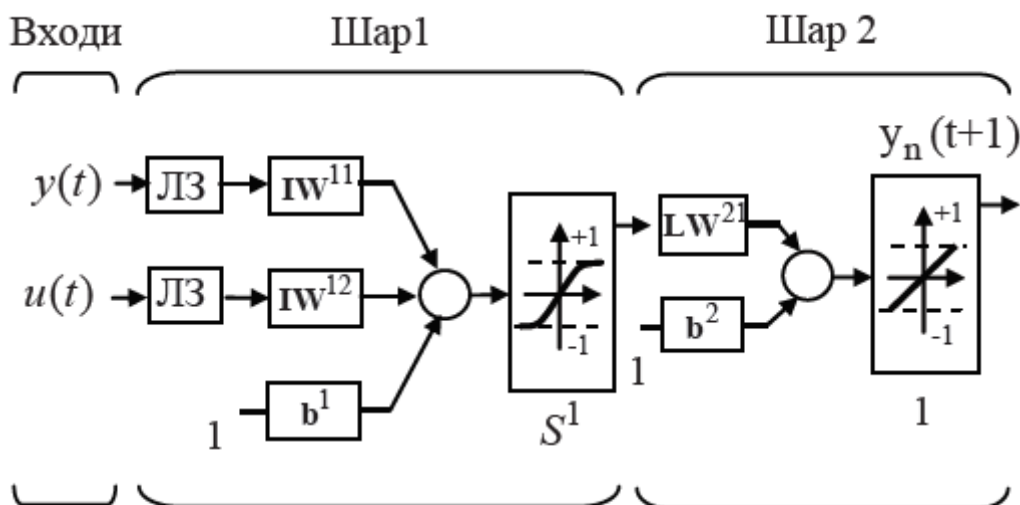 Входи Шар1 Шар 2
yₙ (t+1)
y(t) ЛЗ IW¹¹ +1 -1 LW²¹ +1 -1
u(t) ЛЗ IW¹² b²
1
1 b¹ S¹ 1